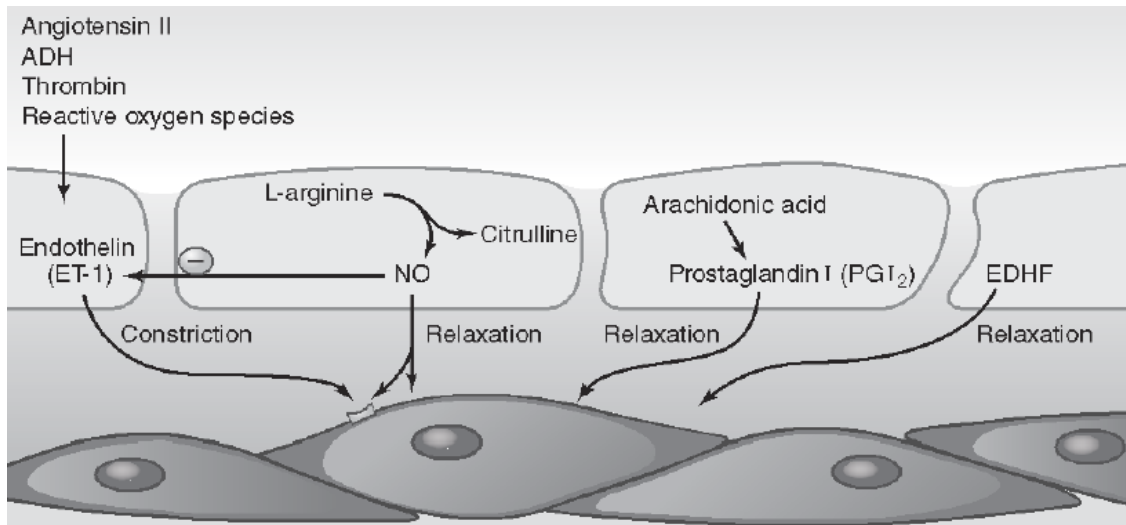 Angiotensin II
ADH
Thrombin
Reactive oxygen species
L-arginine
Citrulline
Arachidonic acid
Endothelin
(ET-1)
−
NO
Prostaglandin I (PGI₂)
EDHF
Constriction
Relaxation
Relaxation
Relaxation